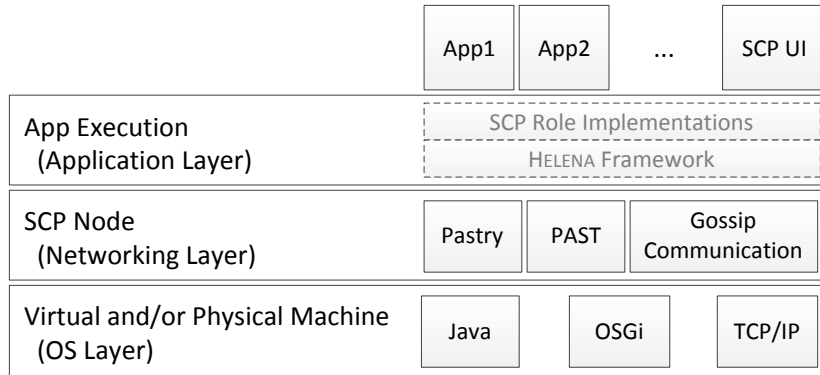 App1 App2 ... SCP UI
App Execution
(Application Layer)
SCP Role Implementations
HELENA Framework
SCP Node
(Networking Layer)
Pastry PAST Gossip
Communication
Virtual and/or Physical Machine
(OS Layer)
Java OSGi TCP/IP